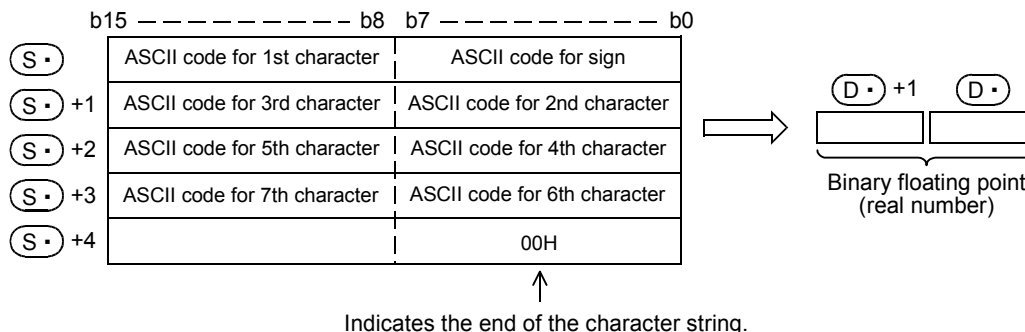 b15 b8 b7 b0
S· ASCII code for 1st character ASCII code for sign
S· +1 ASCII code for 3rd character ASCII code for 2nd character
S· +2 ASCII code for 5th character ASCII code for 4th character
S· +3 ASCII code for 7th character ASCII code for 6th character
S· +4 00H
Indicates the end of the character string.
D· +1 D·
Binary floating point
(real number)